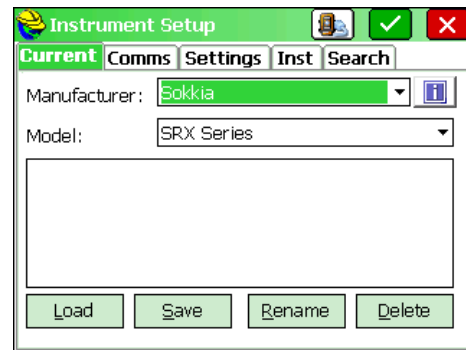 Instrument Setup
Current Comms Settings Inst Search
Manufacturer: Sokkia
Model: SRX Series
Load Save Rename Delete